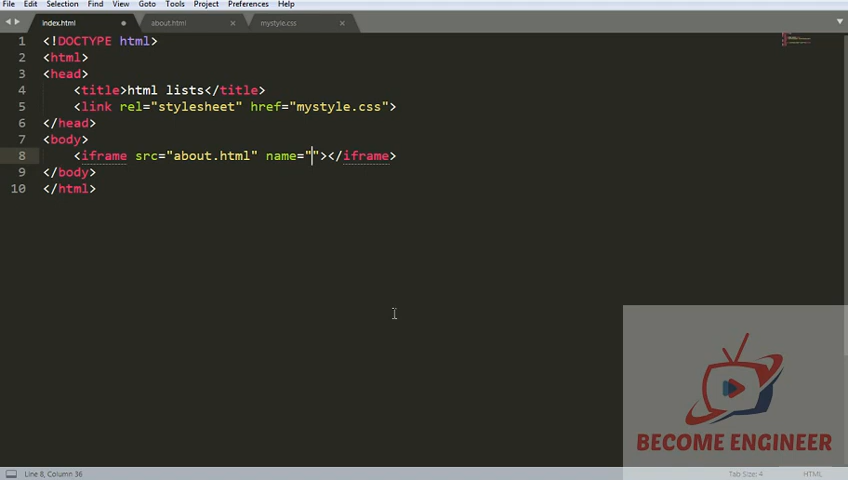 File Edit Selection Find View Goto Tools Project Preferences Help
index.html about.html mystyle.css
1 <!DOCTYPE html>
2 <html>
3 <head>
4 <title>html lists</title>
5 <link rel="stylesheet" href="mystyle.css">
6 </head>
7 <body>
8 <iframe src="about.html" name=""></iframe>
9 </body>
10 </html>
BECOME ENGINEER
Line 8, Column 36 Tab Size: 4 HTML